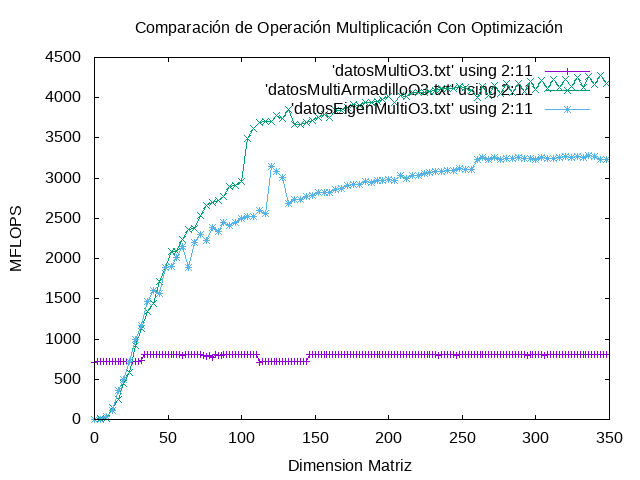 Comparación de Operación Multiplicación Con Optimización
4500
4000
3500
3000
2500
2000
1500
1000
500
0
MFLOPS
'datosMultiO3.txt' using 2:11
'datosMultiArmadilloO3.txt' using 2:11
'datosEigenMultiO3.txt' using 2:11
0 50 100 150 200 250 300 350
Dimension Matriz